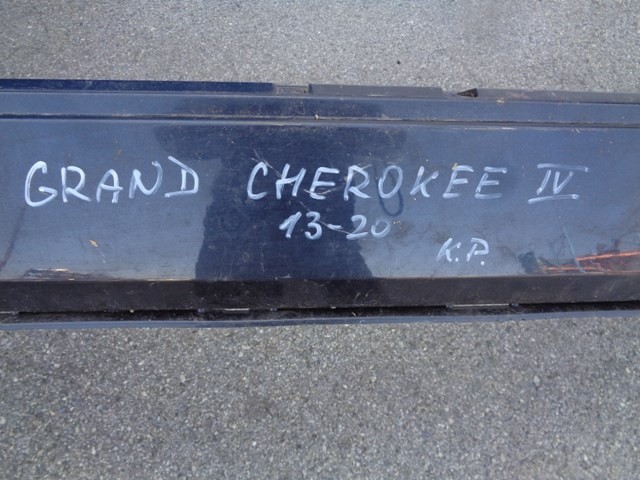 GRAND CHEROKEE IV
13-20
K.P.